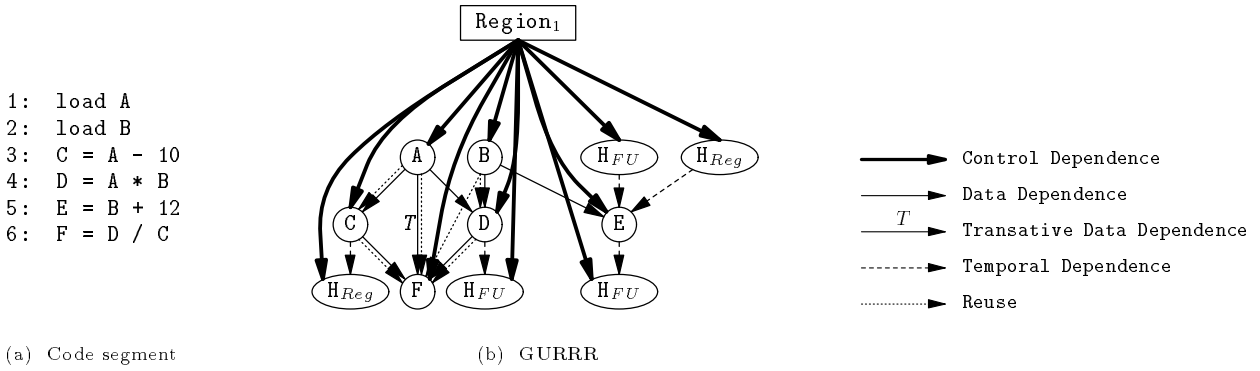 Region1
1: load A
2: load B
3: C = A - 10
4: D = A * B
5: E = B + 12
6: F = D / C
A B HFU HReg
C T D E
HReg F HFU HFU
Control Dependence
Data Dependence
T
Transative Data Dependence
Temporal Dependence
Reuse
(a) Code segment
(b) GURRR